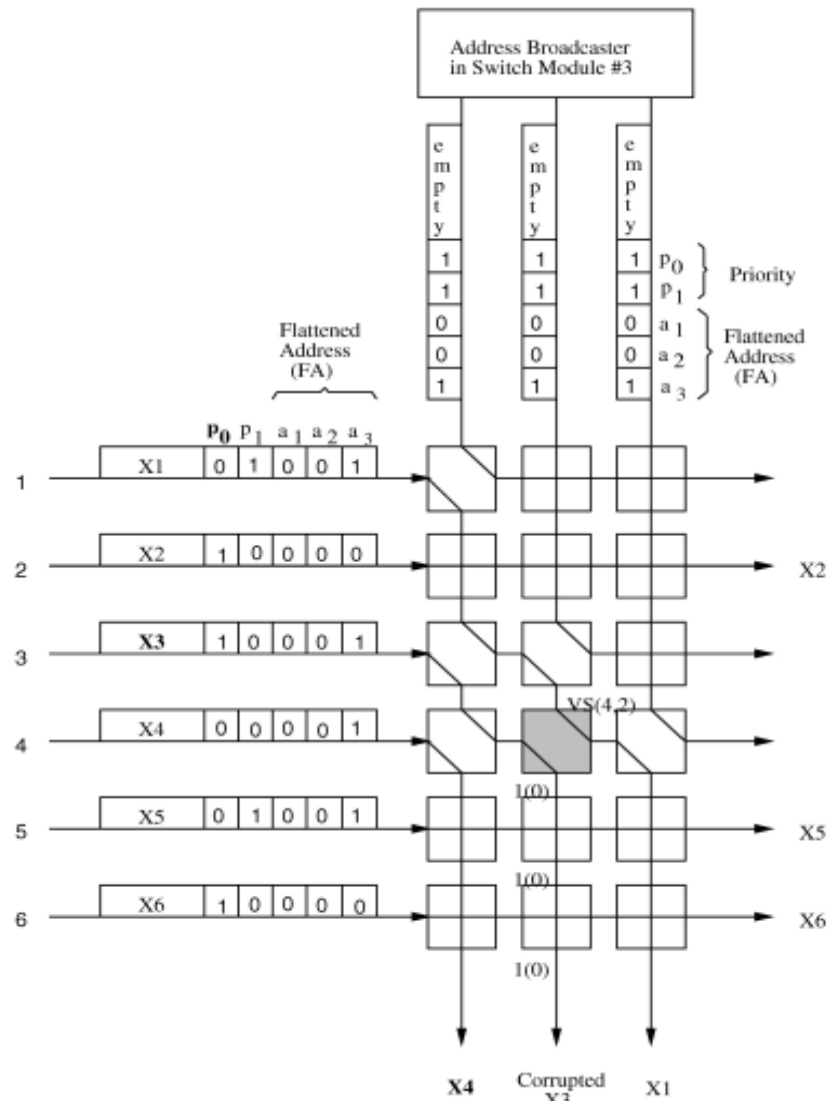 Address Broadcaster
in Switch Module #3
empty empty empty
1 1 1 p0
1 1 1 p1
Priority
0 0 0 a1
0 0 0 a2
1 1 1 a3
Flattened
Address
(FA)
Flattened
Address
(FA)
p0 p1 a1 a2 a3
1 X1 0 1 0 0 1
2 X2 1 0 0 0 0 X2
3 X3 1 0 0 0 1
VS(4,2)
4 X4 0 0 0 0 1
1(0)
5 X5 0 1 0 0 1 X5
1(0)
6 X6 1 0 0 0 0 X6
1(0)
X4 Corrupted X1
X3